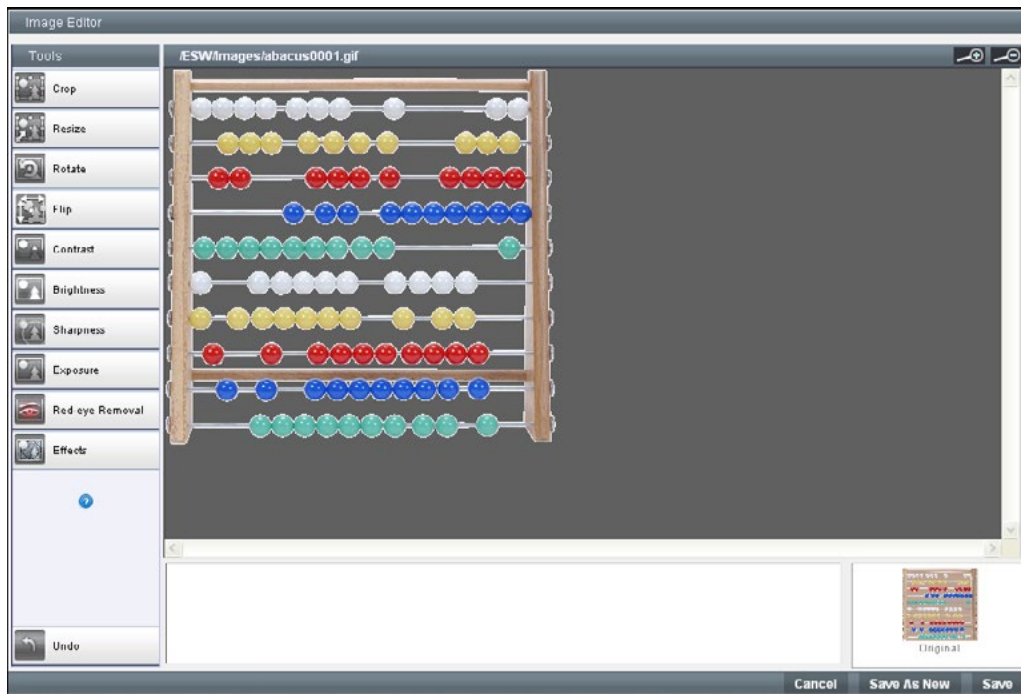 Image Editor
Tools
/ESW/Images/abacus0001.gif
Crop
Resize
Rotate
Flip
Contrast
Brightness
Sharpness
Exposure
Red eye Removal
Effects
?
Undo
Original
Cancel
Save As New
Save